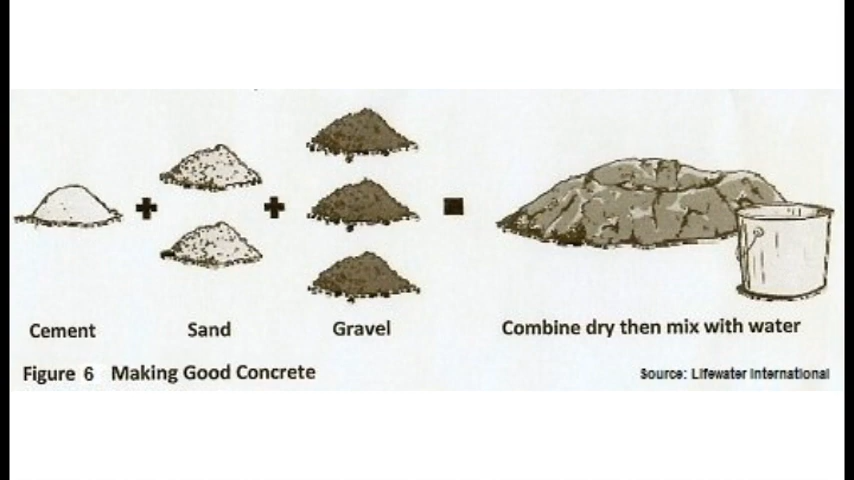 Cement
Sand
Gravel
Combine dry then mix with water
Figure 6 Making Good Concrete
Source: Lifewater International